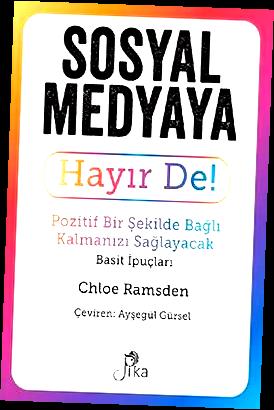 SOSYAL
MEDYAYA
Hayır De!
Pozitif Bir Şekilde Bağlı
Kalmanızı Sağlayacak
Basit İpuçları
Chloe Ramsden
Çeviren: Ayşegül Gürsel
Pika